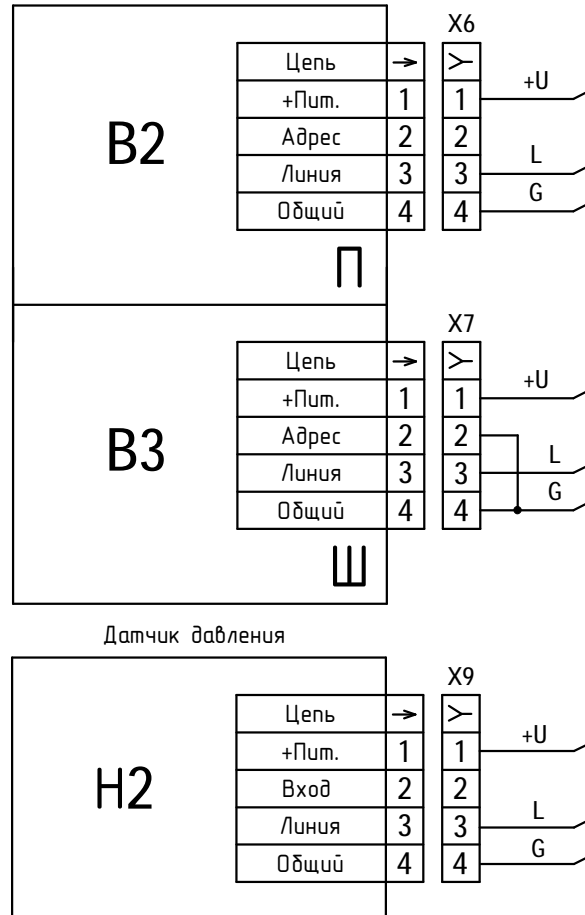 X6
Цепь
+U
+Пит. 1 1
B2 Адрес 2 2
L
Линия 3 3
G
Общий 4 4
П
X7
Цепь
+U
+Пит. 1 1
B3 Адрес 2 2
L
Линия 3 3
G
Общий 4 4
Ш
Датчик давления
X9
Цепь
+U
+Пит. 1 1
H2 Вход 2 2
L
Линия 3 3
G
Общий 4 4